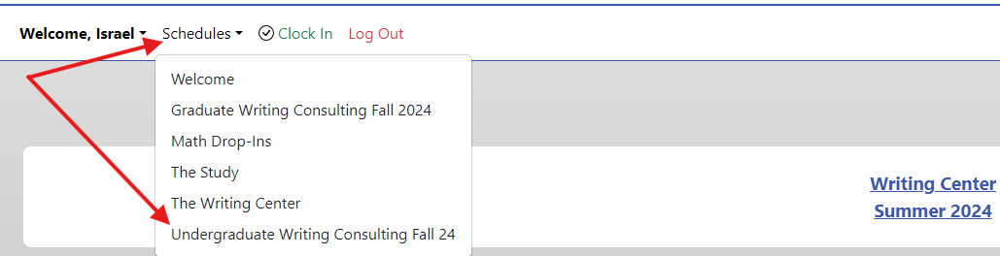 Welcome, Israel Schedules Clock In Log Out
Welcome
Graduate Writing Consulting Fall 2024
Math Drop-Ins
The Study
The Writing Center
Undergraduate Writing Consulting Fall 24
Writing Center
Summer 2024